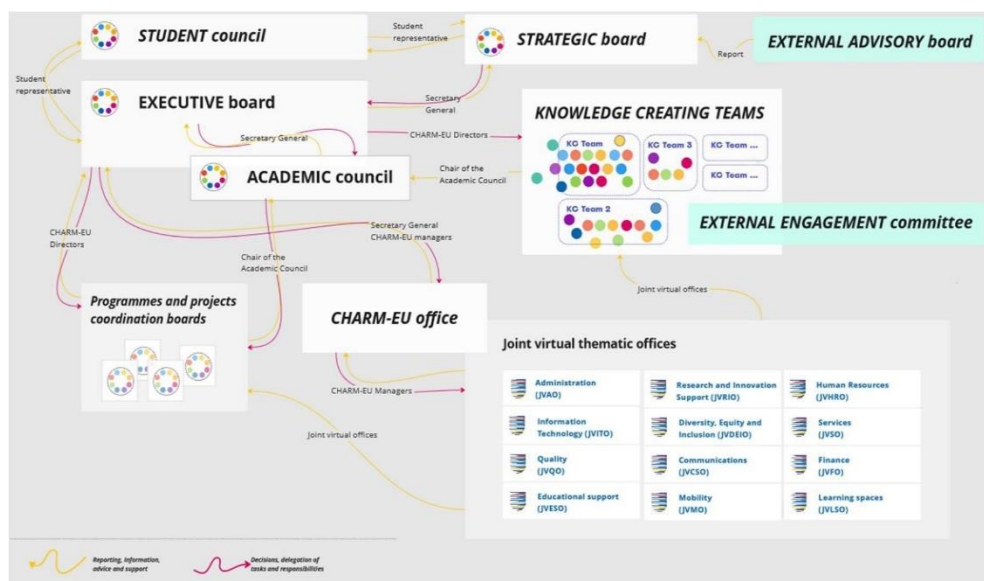 STUDENT council
Student
representative
STRATEGIC board
EXTERNAL ADVISORY board
Report
Student
representative
EXECUTIVE board
Secretary
General
KNOWLEDGE CREATING TEAMS
Secretary General
CHARM-EU Directors
KC Team
KC Team 3
KC Team ...
KC Team ...
ACADEMIC council
Chair of the
Academic Council
KC Team 2
EXTERNAL ENGAGEMENT committee
CHARM-EU
Directors
Secretary General
CHARM-EU managers
Chair of the
Academic Council
Joint virtual offices
Programmes and projects
coordination boards
CHARM-EU office
Joint virtual thematic offices
CHARM-EU Managers
Administration
(JVAO)
Research and Innovation
Support (JVRIO)
Human Resources
(JVHRO)
Information
Technology (JVITO)
Diversity, Equity and
Inclusion (JVDEIO)
Services
(JVSO)
Joint virtual offices
Quality
(JVQO)
Communications
(JVCSO)
Finance
(JVFO)
Educational support
(JVESO)
Mobility
(JVMO)
Learning spaces
(JVLSO)
Reporting, information,
advice and support
Decisions, delegation of
tasks and responsibilities